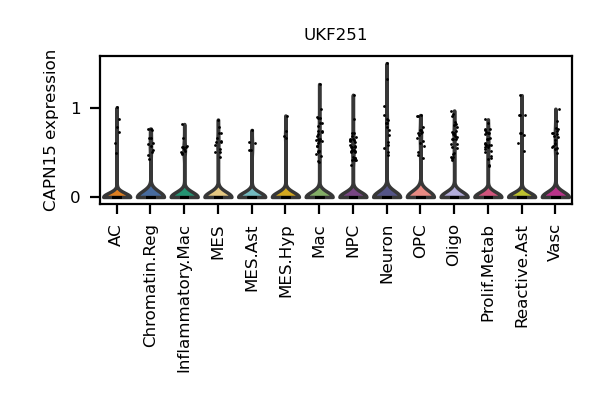 UKF251
CAPN15 expression
1
0
AC
Chromatin.Reg
Inflammatory.Mac
MES
MES.Ast
MES.Hyp
Mac
NPC
Neuron
OPC
Oligo
Prolif.Metab
Reactive.Ast
Vasc